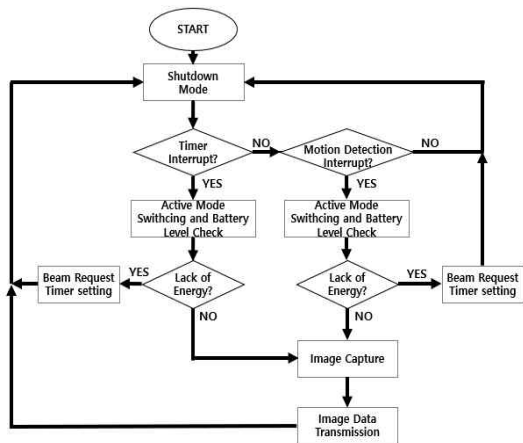 START
Shutdown
Mode
Timer
Interrupt?
NO
Motion Detection
Interrupt?
NO
YES
YES
Active Mode
Swithcing and Battery
Level Check
Active Mode
Swithcing and Battery
Level Check
Beam Request
Timer setting
YES
Lack of
Energy?
Lack of
Energy?
YES
Beam Request
Timer setting
NO
NO
Image Capture
Image Data
Transmission